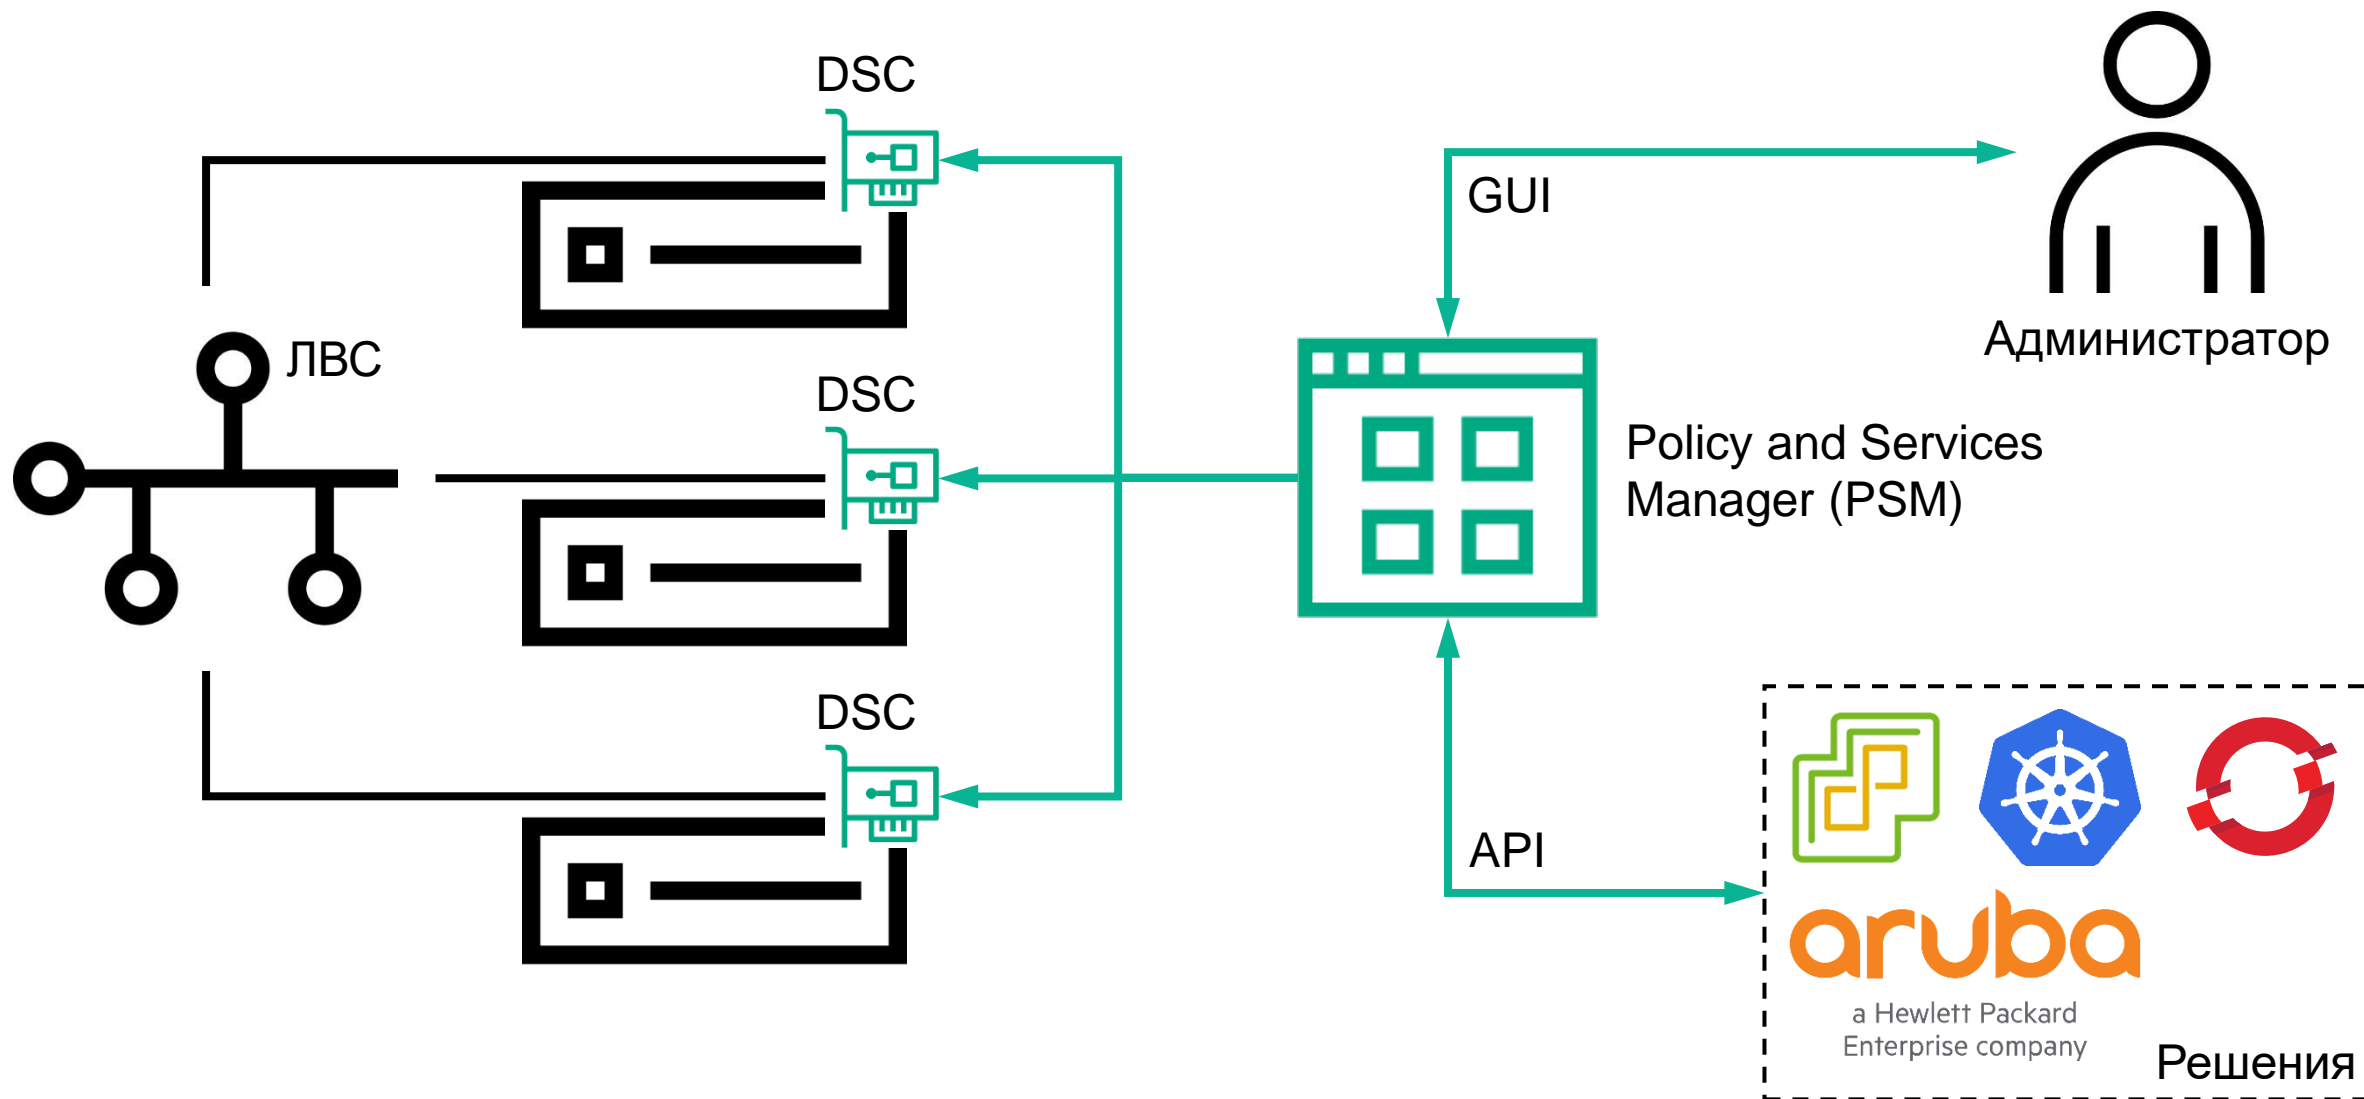 DSC
GUI
Администратор
ЛВС
DSC
Policy and Services
Manager (PSM)
DSC
API
aruba
a Hewlett Packard
Enterprise company
Решения